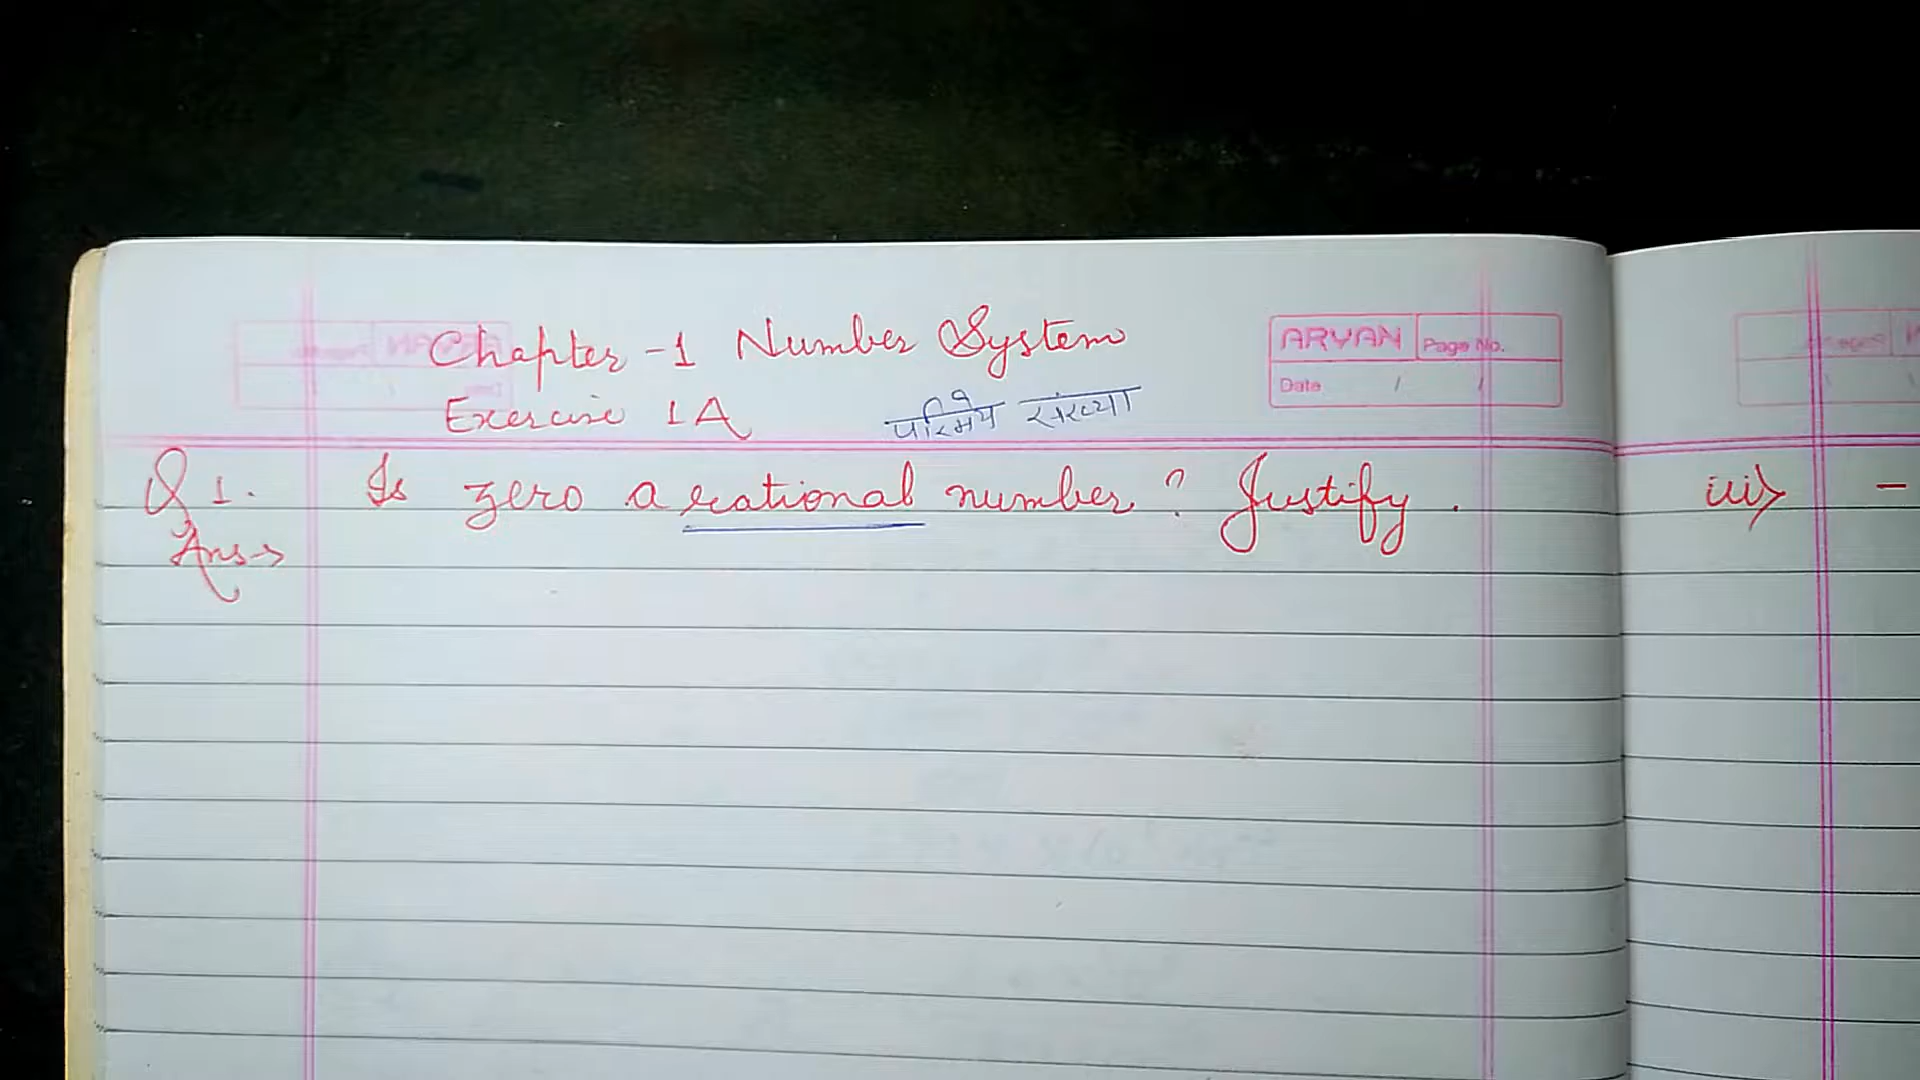 Chapter -1 Number System
ARYAN Page No.
Date / /
Exercise 1A परिमेय संख्या
Q1. Is zero a rational number? Justify.
Ans->
iii> -